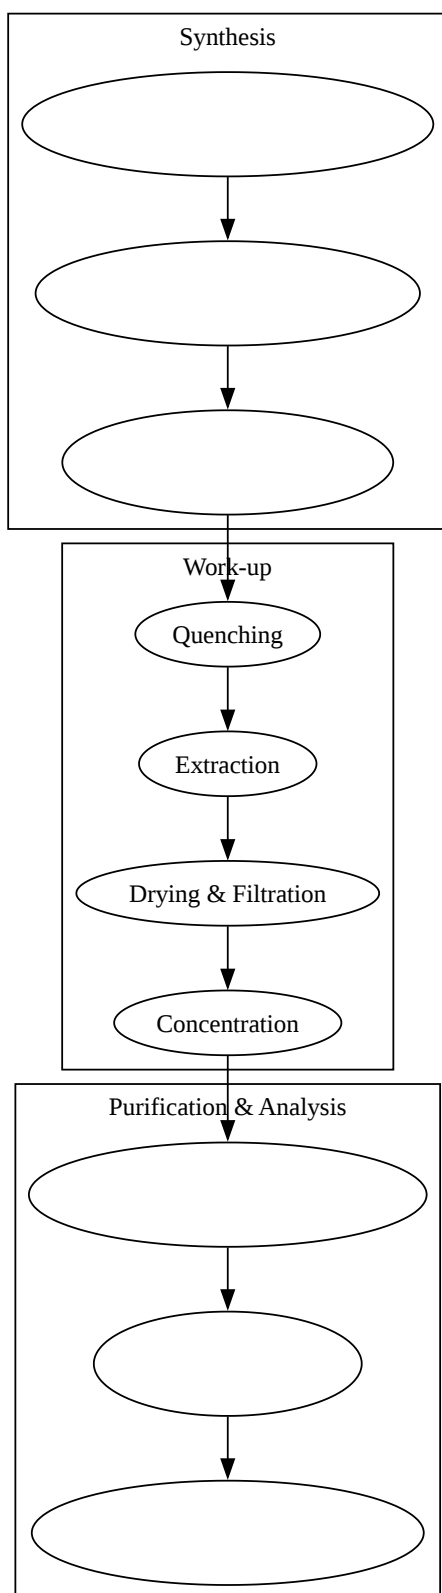 Synthesis
Work-up
Quenching
Extraction
Drying & Filtration
Concentration
Purification & Analysis